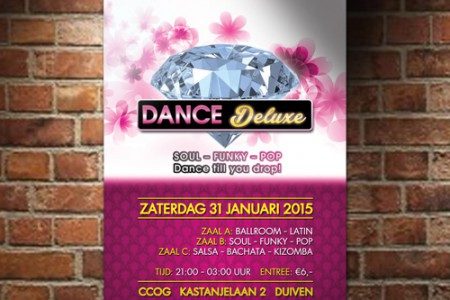 DANCE Deluxe
SOUL - FUNKY - POP
Dance till you drop!
ZATERDAG 31 JANUARI 2015
ZAAL A: BALLROOM - LATIN
ZAAL B: SOUL - FUNKY - POP
ZAAL C: SALSA - BACHATA - KIZOMBA
TIJD: 21:00 - 03:00 UUR ENTREE: €6,-
CCOG KASTANJELAAN 2 DUIVEN